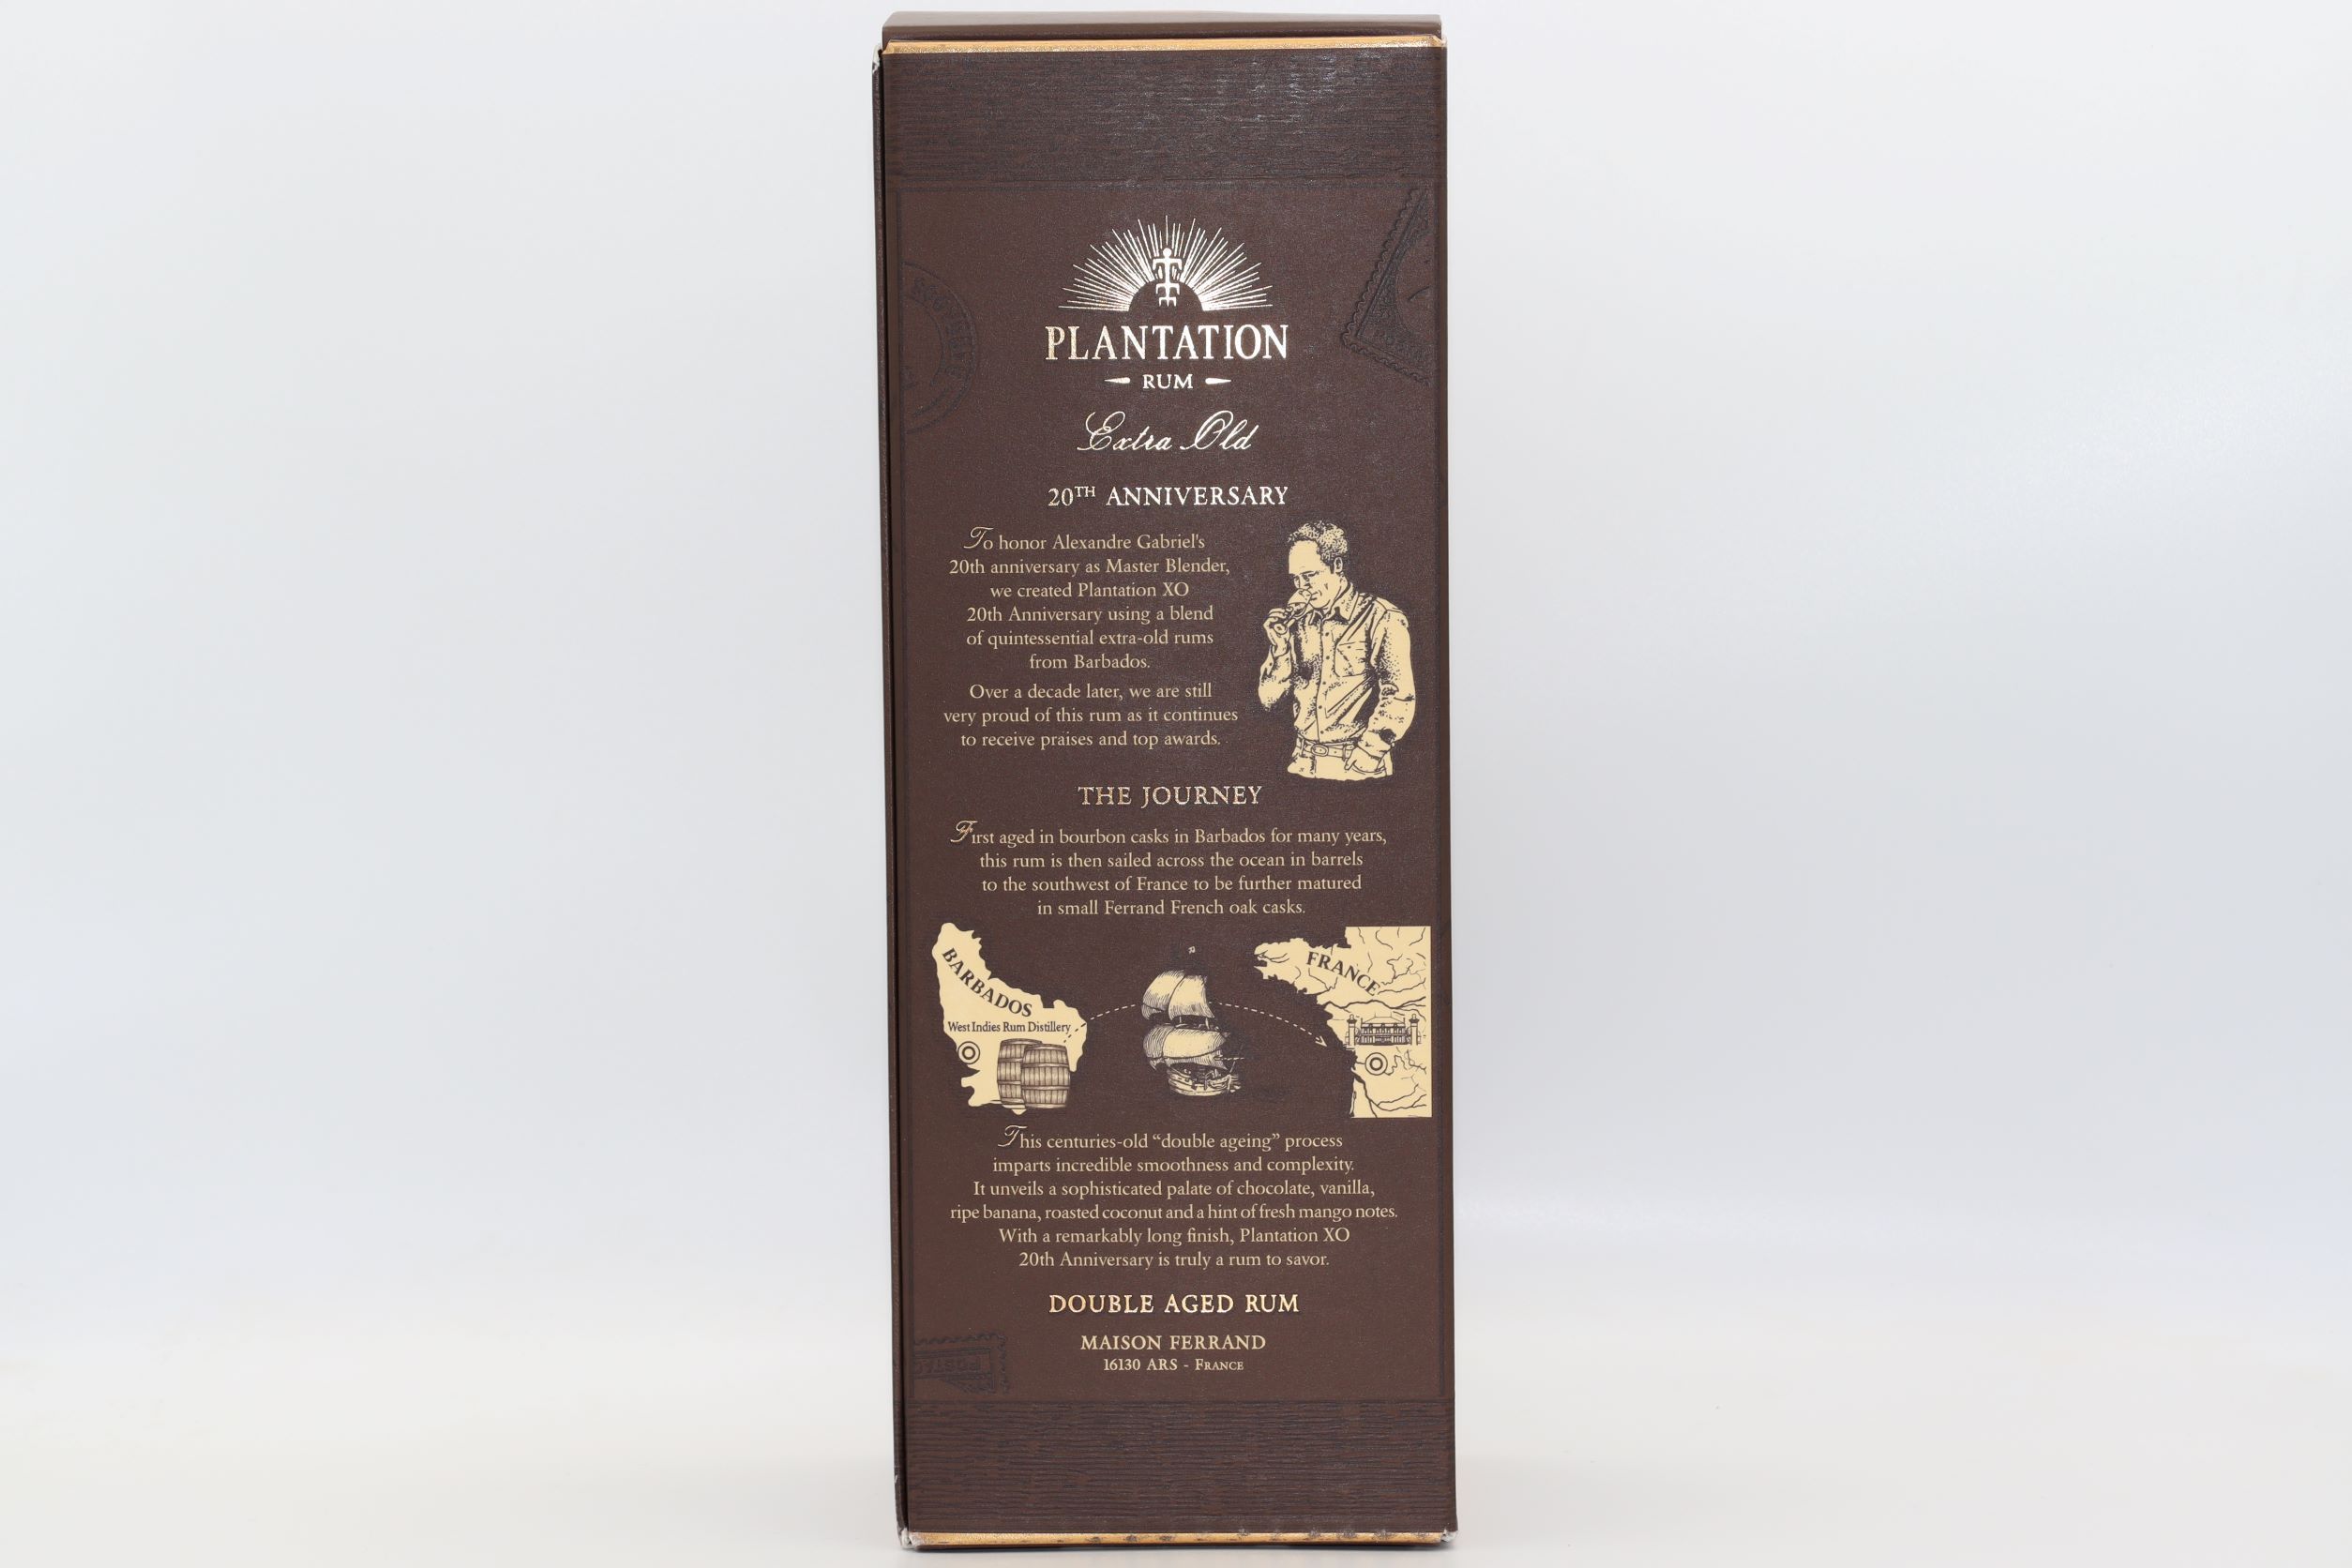 PLANTATION
RUM
Extra Old
20TH ANNIVERSARY
To honor Alexandre Gabriel's
20th anniversary as Master Blender,
we created Plantation XO
20th Anniversary using a blend
of quintessential extra-old rums
from Barbados.
Over a decade later, we are still
very proud of this rum as it continues
to receive praises and top awards.
THE JOURNEY
First aged in bourbon casks in Barbados for many years,
this rum is then sailed across the ocean in barrels
to the southwest of France to be further matured
in small Ferrand French oak casks.
BARBADOS
West Indies Rum Distillery
FRANCE
This centuries-old “double ageing” process
imparts incredible smoothness and complexity.
It unveils a sophisticated palate of chocolate, vanilla,
ripe banana, roasted coconut and a hint of fresh mango notes.
With a remarkably long finish, Plantation XO
20th Anniversary is truly a rum to savor.
DOUBLE AGED RUM
MAISON FERRAND
16130 ARS - FRANCE